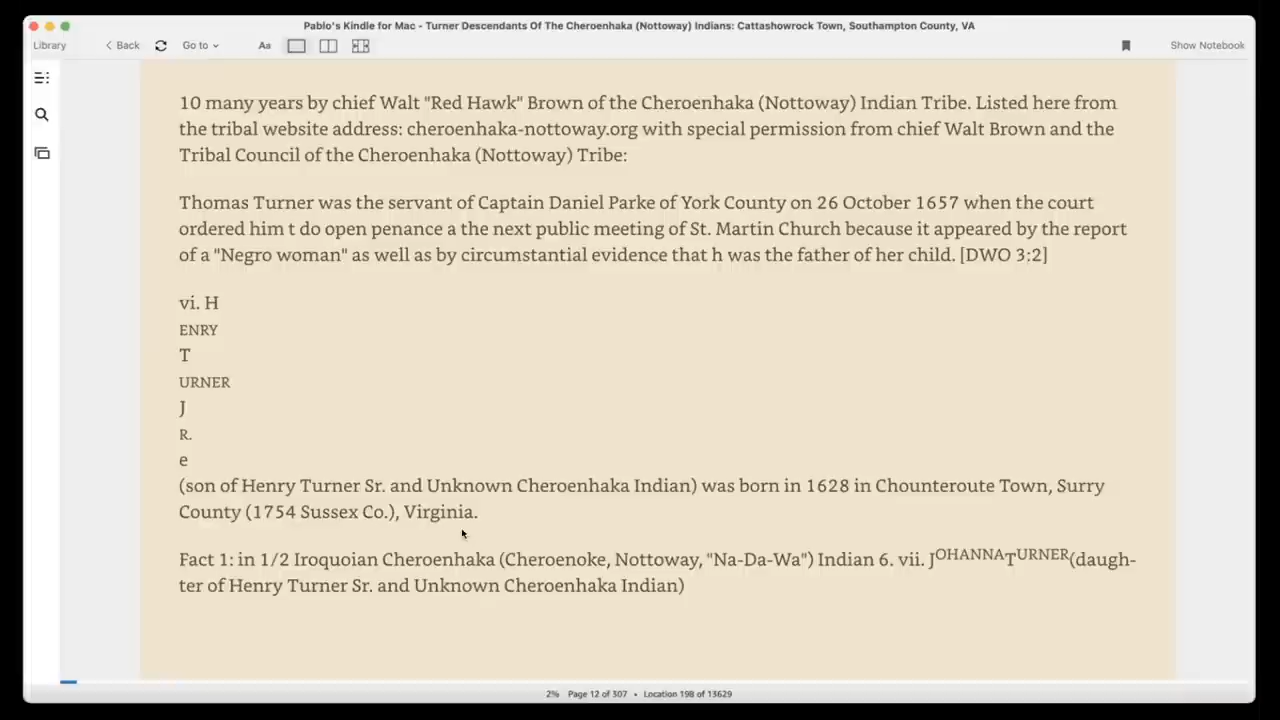 Pablo's Kindle for Mac - Turner Descendants Of The Cheroenhaka (Nottoway) Indians: Cattashowrock Town, Southampton County, VA
Library
Back
Go to
Aa
Show Notebook
10 many years by chief Walt "Red Hawk" Brown of the Cheroenhaka (Nottoway) Indian Tribe. Listed here from
the tribal website address: cheroenhaka-nottoway.org with special permission from chief Walt Brown and the
Tribal Council of the Cheroenhaka (Nottoway) Tribe:
Thomas Turner was the servant of Captain Daniel Parke of York County on 26 October 1657 when the court
ordered him t do open penance a the next public meeting of St. Martin Church because it appeared by the report
of a "Negro woman" as well as by circumstantial evidence that h was the father of her child. [DWO 3:2]
vi. H
ENRY
T
URNER
J
R.
e
(son of Henry Turner Sr. and Unknown Cheroenhaka Indian) was born in 1628 in Chounteroute Town, Surry
County (1754 Sussex Co.), Virginia.
Fact 1: in 1/2 Iroquoian Cheroenhaka (Cheroenoke, Nottoway, "Na-Da-Wa") Indian 6. vii. JOHANNATURNER(daugh-
ter of Henry Turner Sr. and Unknown Cheroenhaka Indian)
2% Page 12 of 307 • Location 198 of 13629